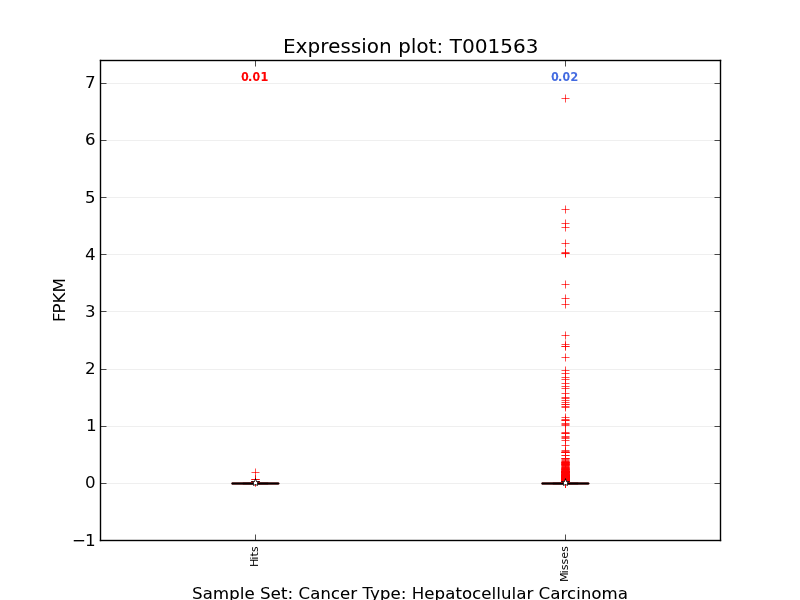 Expression plot: T001563
0.01
0.02
7
6
5
4
3
2
1
0
−1
FPKM
Hits
Misses
Sample Set: Cancer Type: Hepatocellular Carcinoma